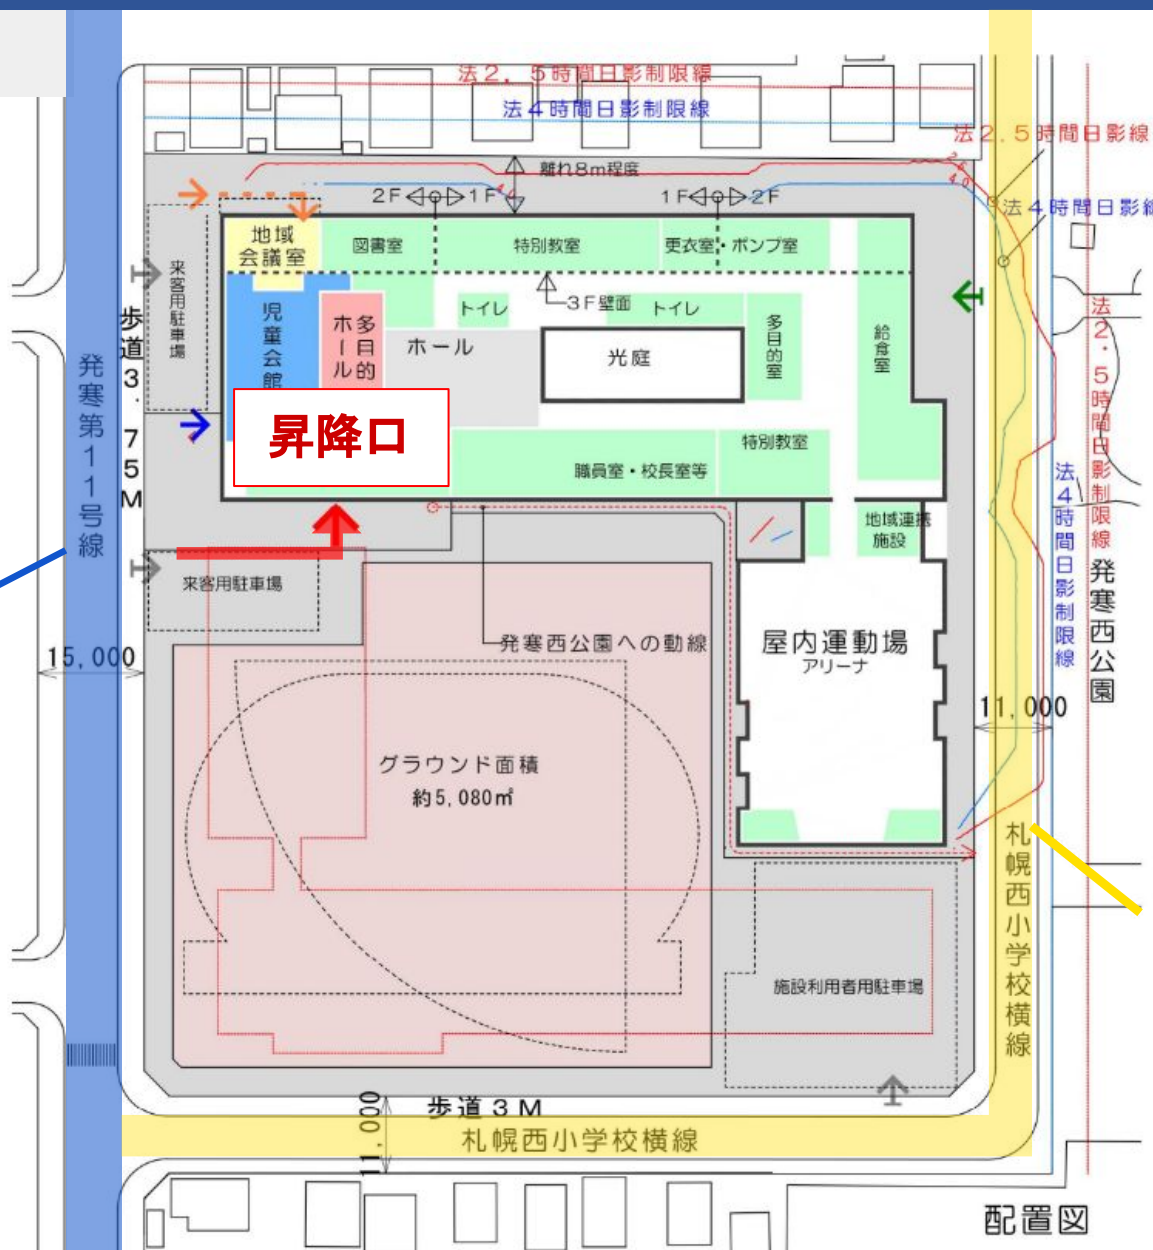 法2．5時間日影制限線
法4時間日影制限線
法2．5時間日影線
離れ8m程度
2F
1F
1F
2F
法4時間日影線
地域
会議室
図書室
特別教室
更衣室・ポンプ室
来客用駐車場
歩道3．75M
児童会館
多目的
ホール
トイレ
3F壁面
トイレ
ホール
光庭
多目的室
給食室
法2．5時間日影制限線
発寒第11号線
昇降口
特別教室
職員室・校長室等
法4時間日影制限線
地域連携
施設
来客用駐車場
発寒西公園
発寒西公園への動線
屋内運動場
アリーナ
15,000
11,000
グラウンド面積
約5,080㎡
札幌西小学校横線
施設利用者用駐車場
歩道3M
11,000
札幌西小学校横線
配置図